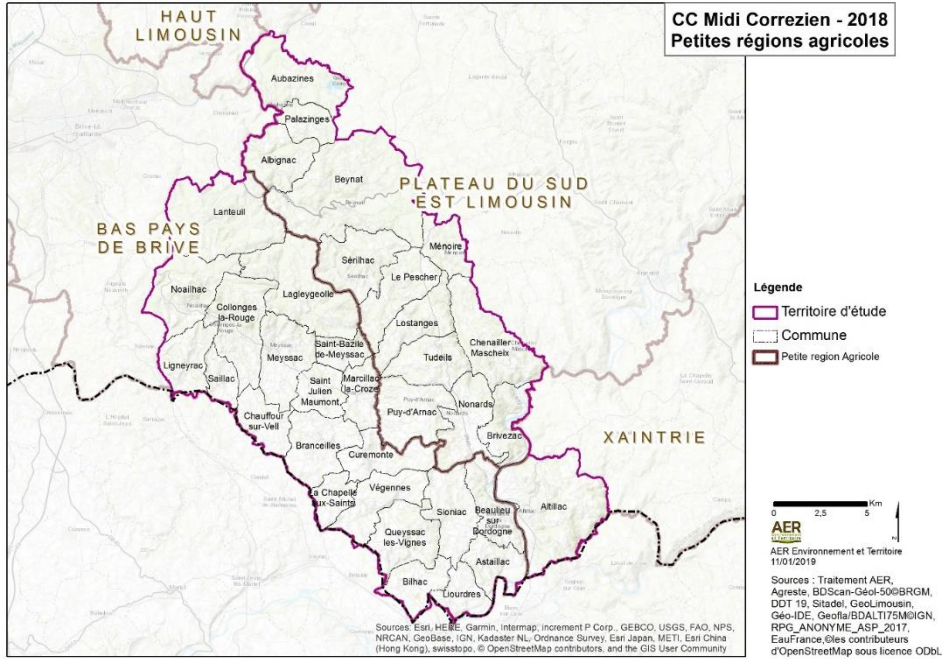 CC Midi Correzien - 2018
Petites régions agricoles
HAUT
LIMOUSIN
Aubazines
Palazinges
Albignac
Beynat
PLATEAU DU SUD
EST LIMOUSIN
Lanteuil
BAS PAYS
DE BRIVE
Ménoire
Sérilhac
Le Pescher
Noailhac
Lagleygeolle
Collonges
la-Rouge
Lostanges
Saint-Bazile
de-Meyssac
Chenailler
Mascheix
Meyssac
Tudeils
Ligneyrac
Saillac
Saint
Julien
Maumont
Marcillac
la-Croze
Puy-d'Arnac
Nonards
Chauffour
sur-Vell
Branceilles
Brivezac
Curemonte
XAINTRIE
La Chapelle
aux-Saints
Végennes
Sioniac
Beaulieu
sur-
Dordogne
Altillac
Queyssac
les-Vignes
Astaillac
Bilhac
Liourdes
Légende
Territoire d'étude
Commune
Petite region Agricole
Km
0 2,5 5
AER
AER Environnement et Territoire
11/01/2019
Sources : Traitement AER,
Agreste, BDScan-Géol-50©BRGM,
DDT 19, Sitadel, GeoLimousin,
Géo-IDE, Geofla/BDALTI75M©IGN,
RPG_ANONYME_ASP_2017,
EauFrance,©les contributeurs
d'OpenStreetMap sous licence ODbL
Sources: Esri, HERE, Garmin, Intermap, increment P Corp., GEBCO, USGS, FAO, NPS,
NRCAN, GeoBase, IGN, Kadaster NL, Ordnance Survey, Esri Japan, METI, Esri China
(Hong Kong), swisstopo, © OpenStreetMap contributors, and the GIS User Community